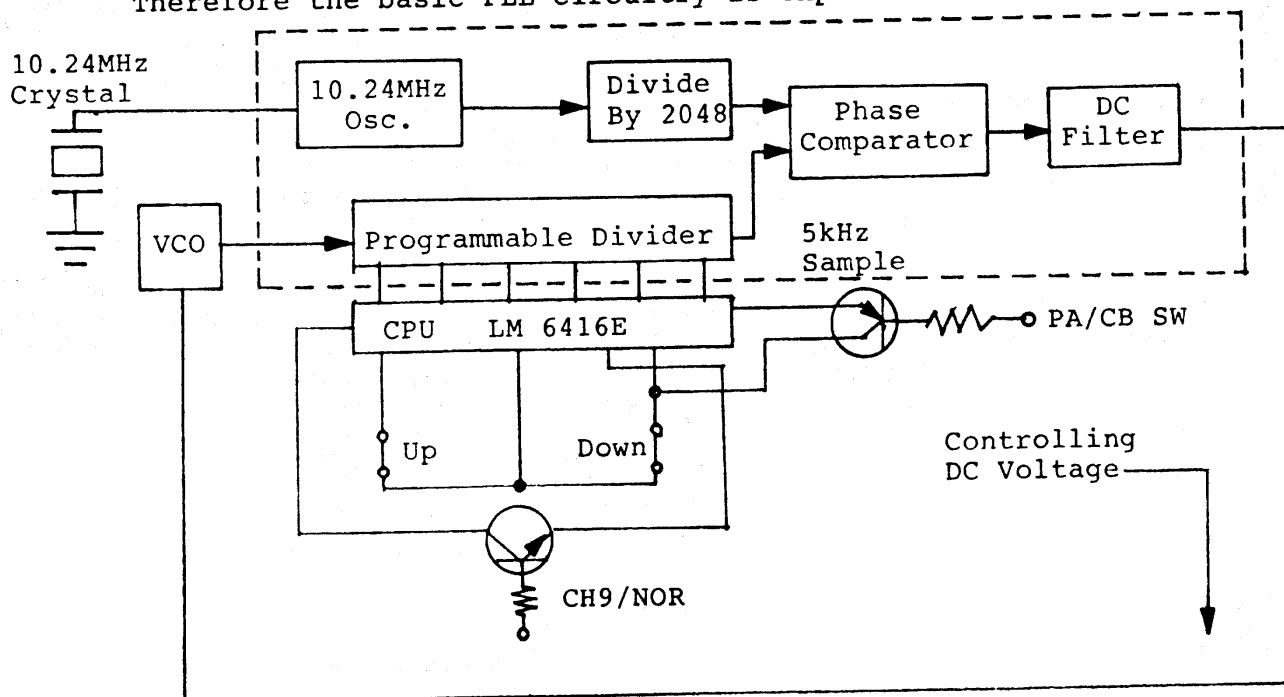 Therefore the basic PLL circuitry is
10.24MHz
Crystal
10.24MHz
Osc.
Divide
By 2048
Phase
Comparator
DC
Filter
VCO
Programmable Divider
5kHz
Sample
CPU LM 6416E
PA/CB SW
Up
Down
Controlling
DC Voltage
CH9/NOR